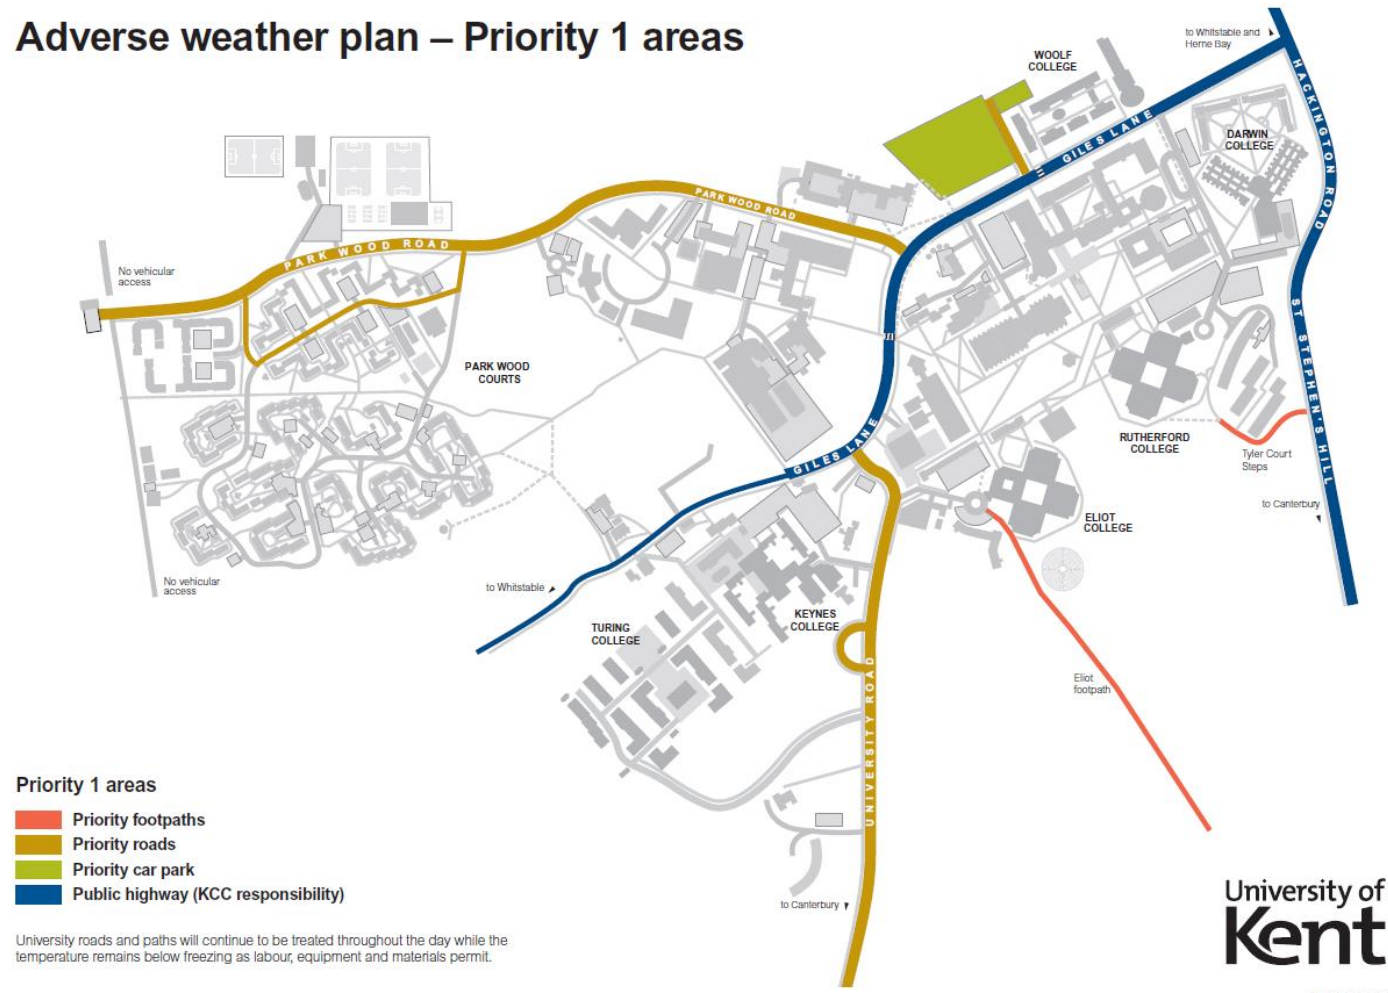 Adverse weather plan – Priority 1 areas
to Whitstable and
Herne Bay
WOOLF
COLLEGE
HACKINGTON ROAD
GILES LANE
DARWIN
COLLEGE
PARK WOOD ROAD
PARK WOOD ROAD
No vehicular
access
ST STEPHEN'S HILL
PARK WOOD
COURTS
GILES LANE
RUTHERFORD
COLLEGE
Tyler Court
Steps
to Canterbury
ELIOT
COLLEGE
No vehicular
access
to Whitstable
TURING
COLLEGE
KEYNES
COLLEGE
UNIVERSITY ROAD
Eliot
footpath
Priority 1 areas
Priority footpaths
Priority roads
Priority car park
Public highway (KCC responsibility)
to Canterbury
University roads and paths will continue to be treated throughout the day while the
temperature remains below freezing as labour, equipment and materials permit.
University of
Kent